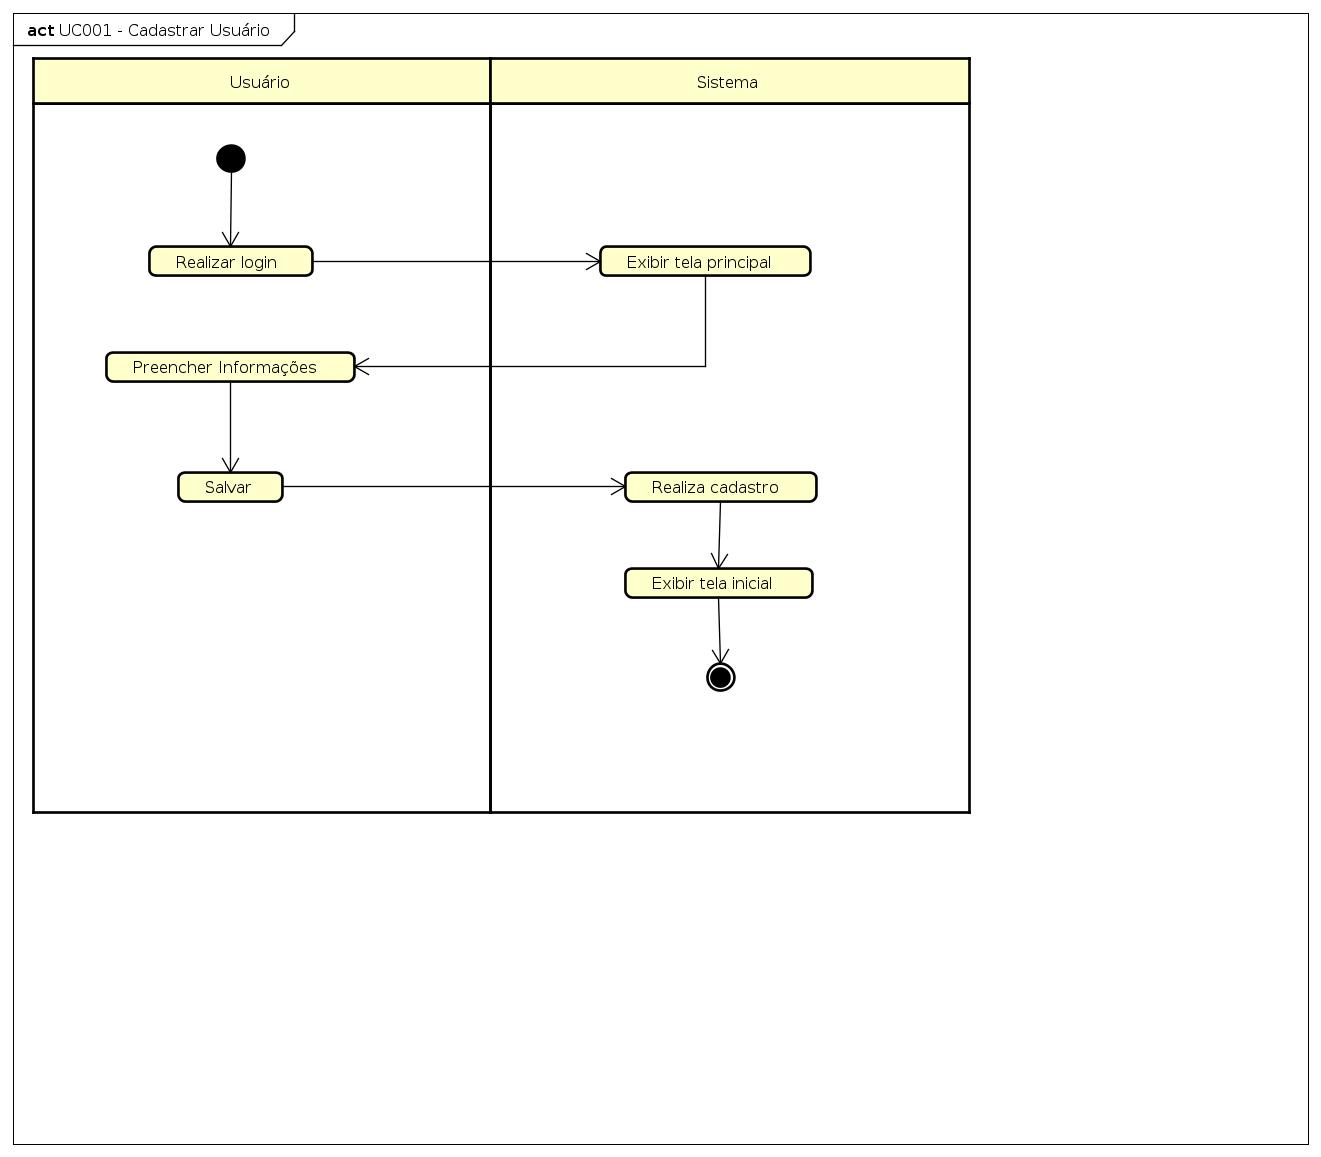 act UC001 - Cadastrar Usuário
Usuário
Sistema
Realizar login
Exibir tela principal
Preencher Informações
Salvar
Realiza cadastro
Exibir tela inicial